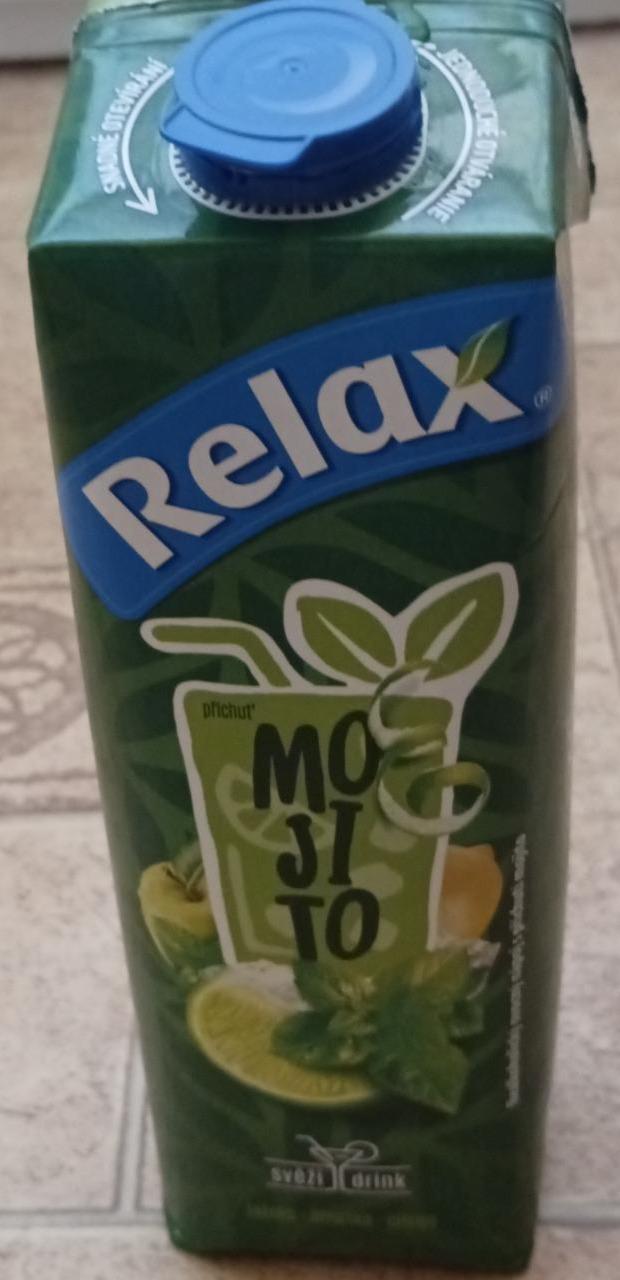 SNADNÉ OTEVÍRÁNÍ
JEDNODUCHÉ OTVÁRANIE
Relax
®
příchuť
MO
JI
TO
svěží drink